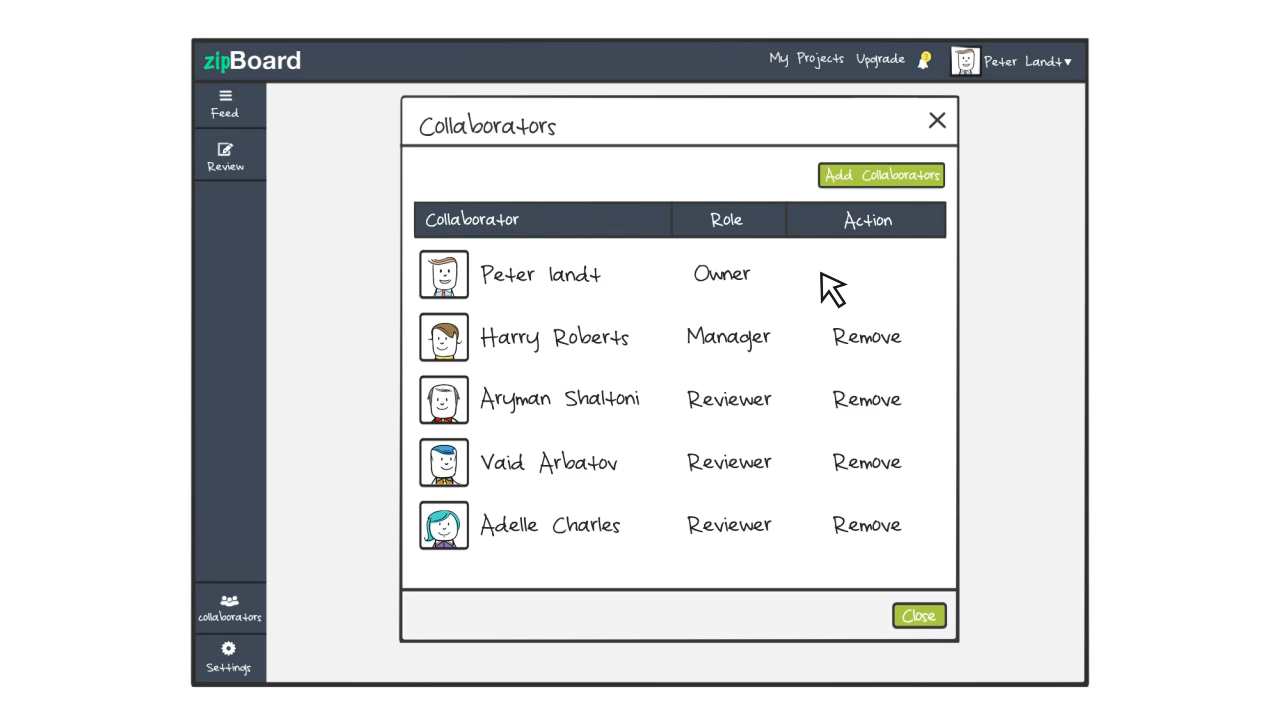 zipBoard
My Projects Upgrade Peter Landt
Feed
Review
Collaborators
Add Collaborators
Collaborator Role Action
Peter landt Owner
Harry Roberts Manager Remove
Aryman Shaltoni Reviewer Remove
Vaid Arbatov Reviewer Remove
Adelle Charles Reviewer Remove
Close
collaborators
Settings